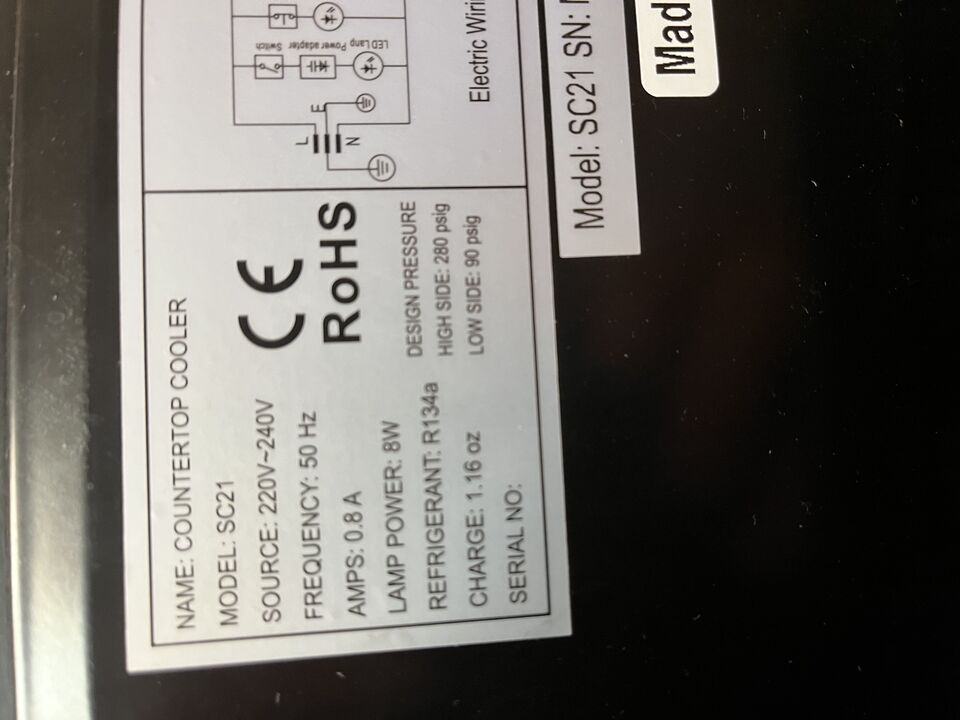 NAME: COUNTERTOP COOLER
MODEL: SC21
SOURCE: 220V~240V
FREQUENCY: 50 Hz
AMPS: 0.8 A
LAMP POWER: 8W
REFRIGERANT: R134a
CHARGE: 1.16 oz
SERIAL NO:
CE
RoHS
DESIGN PRESSURE
HIGH SIDE: 280 psig
LOW SIDE: 90 psig
LED Lamp Power adapter Switch
L
E
N
Electric
Model: SC21 SN: